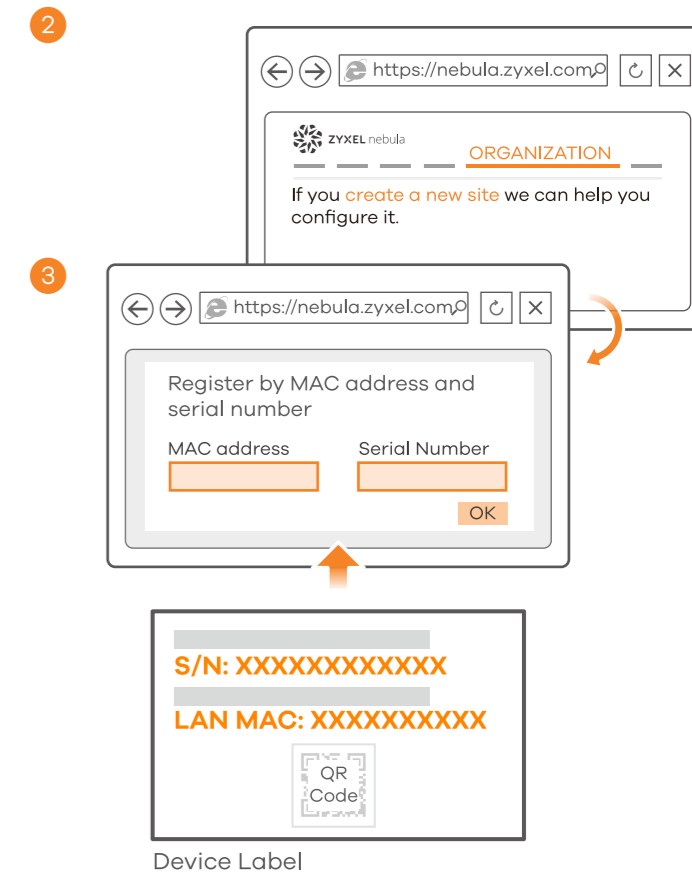 2
https://nebula.zyxel.com
ZYXEL nebula
ORGANIZATION
If you create a new site we can help you
configure it.
3
https://nebula.zyxel.com
Register by MAC address and
serial number
MAC address
Serial Number
OK
S/N: XXXXXXXXXXXX
LAN MAC: XXXXXXXXXX
QR
Code
Device Label